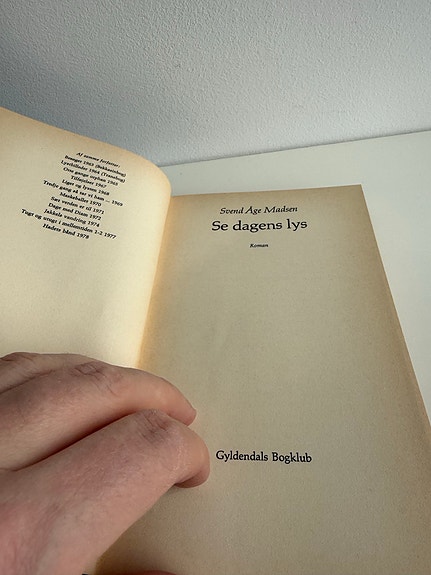 Af samme forfatter:
Besøget 1963 (Bekkasinbog)
Lystbilleder 1964 (Tranebog)
Otte gange orphan 1965
Tilføjelser 1967
Liget og lysten 1968
Tredje gang så tar vi ham ... 1969
Maskeballet 1970
Sæt verden er til 1971
Dage med Diam 1972
Jakkels vandring 1974
Tugt og utugt i mellemtiden 1-2 1977
Hadets bånd 1978
Svend Åge Madsen
Se dagens lys
Roman
Gyldendals Bogklub